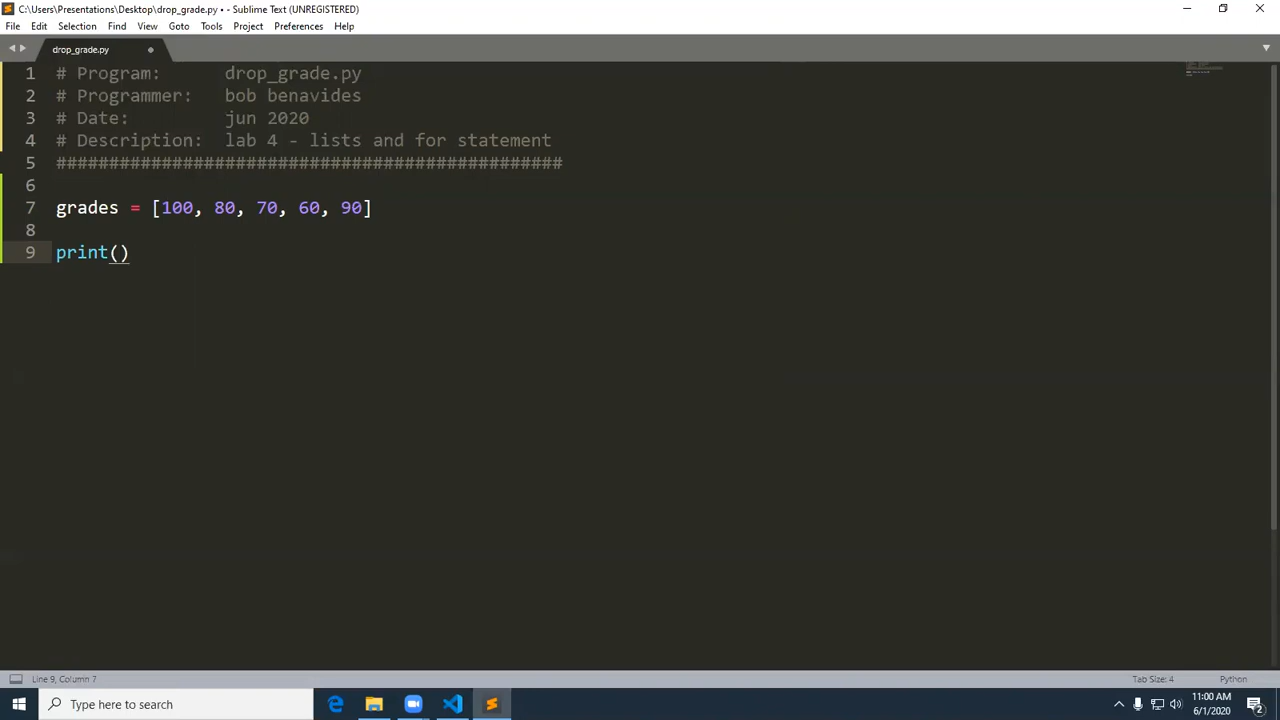 C:\Users\Presentations\Desktop\drop_grade.py • - Sublime Text (UNREGISTERED)
File Edit Selection Find View Goto Tools Project Preferences Help
drop_grade.py
1 # Program: drop_grade.py
2 # Programmer: bob benavides
3 # Date: jun 2020
4 # Description: lab 4 - lists and for statement
5 ################################################
6
7 grades = [100, 80, 70, 60, 90]
8
9 print()
Line 9, Column 7 Tab Size: 4 Python
Type here to search
11:00 AM
6/1/2020
2